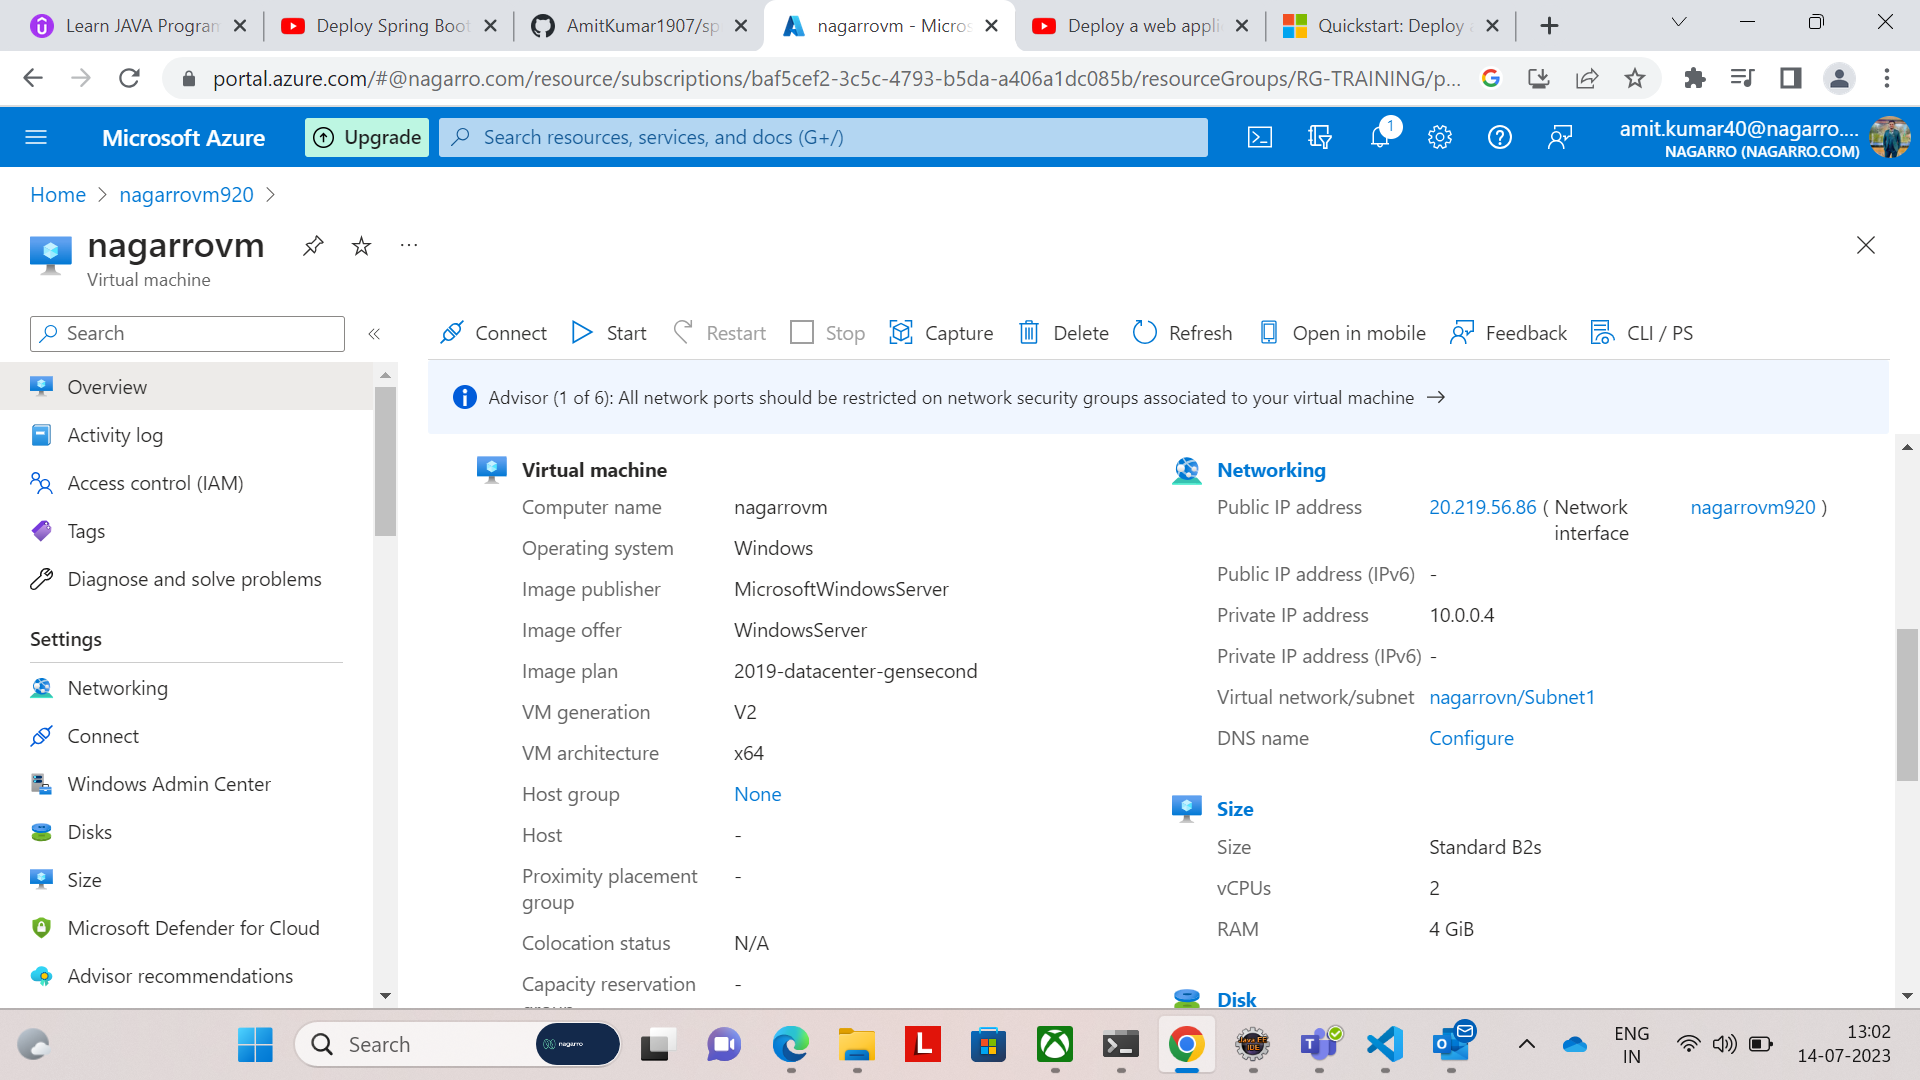 Learn JAVA Program
Deploy Spring Boot
AmitKumar1907/sp
nagarrovm - Micros
Deploy a web appli
Quickstart: Deploy a
portal.azure.com/#@nagarro.com/resource/subscriptions/baf5cef2-3c5c-4793-b5da-a406a1dc085b/resourceGroups/RG-TRAINING/p...
Microsoft Azure
Upgrade
Search resources, services, and docs (G+/)
1
amit.kumar40@nagarro....
NAGARRO (NAGARRO.COM)
Home > nagarrovm920 >
nagarrovm
Virtual machine
Search
Connect
Start
Restart
Stop
Capture
Delete
Refresh
Open in mobile
Feedback
CLI / PS
Advisor (1 of 6): All network ports should be restricted on network security groups associated to your virtual machine →
Overview
Activity log
Access control (IAM)
Tags
Diagnose and solve problems
Settings
Networking
Connect
Windows Admin Center
Disks
Size
Microsoft Defender for Cloud
Advisor recommendations
Virtual machine
Computer name nagarrovm
Operating system Windows
Image publisher MicrosoftWindowsServer
Image offer WindowsServer
Image plan 2019-datacenter-gensecond
VM generation V2
VM architecture x64
Host group None
Host -
Proximity placement group -
Colocation status N/A
Capacity reservation group -
Networking
Public IP address 20.219.56.86 ( Network interface nagarrovm920 )
Public IP address (IPv6) -
Private IP address 10.0.0.4
Private IP address (IPv6) -
Virtual network/subnet nagarrovn/Subnet1
DNS name Configure
Size
Size Standard B2s
vCPUs 2
RAM 4 GiB
Disk
Search
nagarro
L
Java EE
IDE
ENG
IN
13:02
14-07-2023